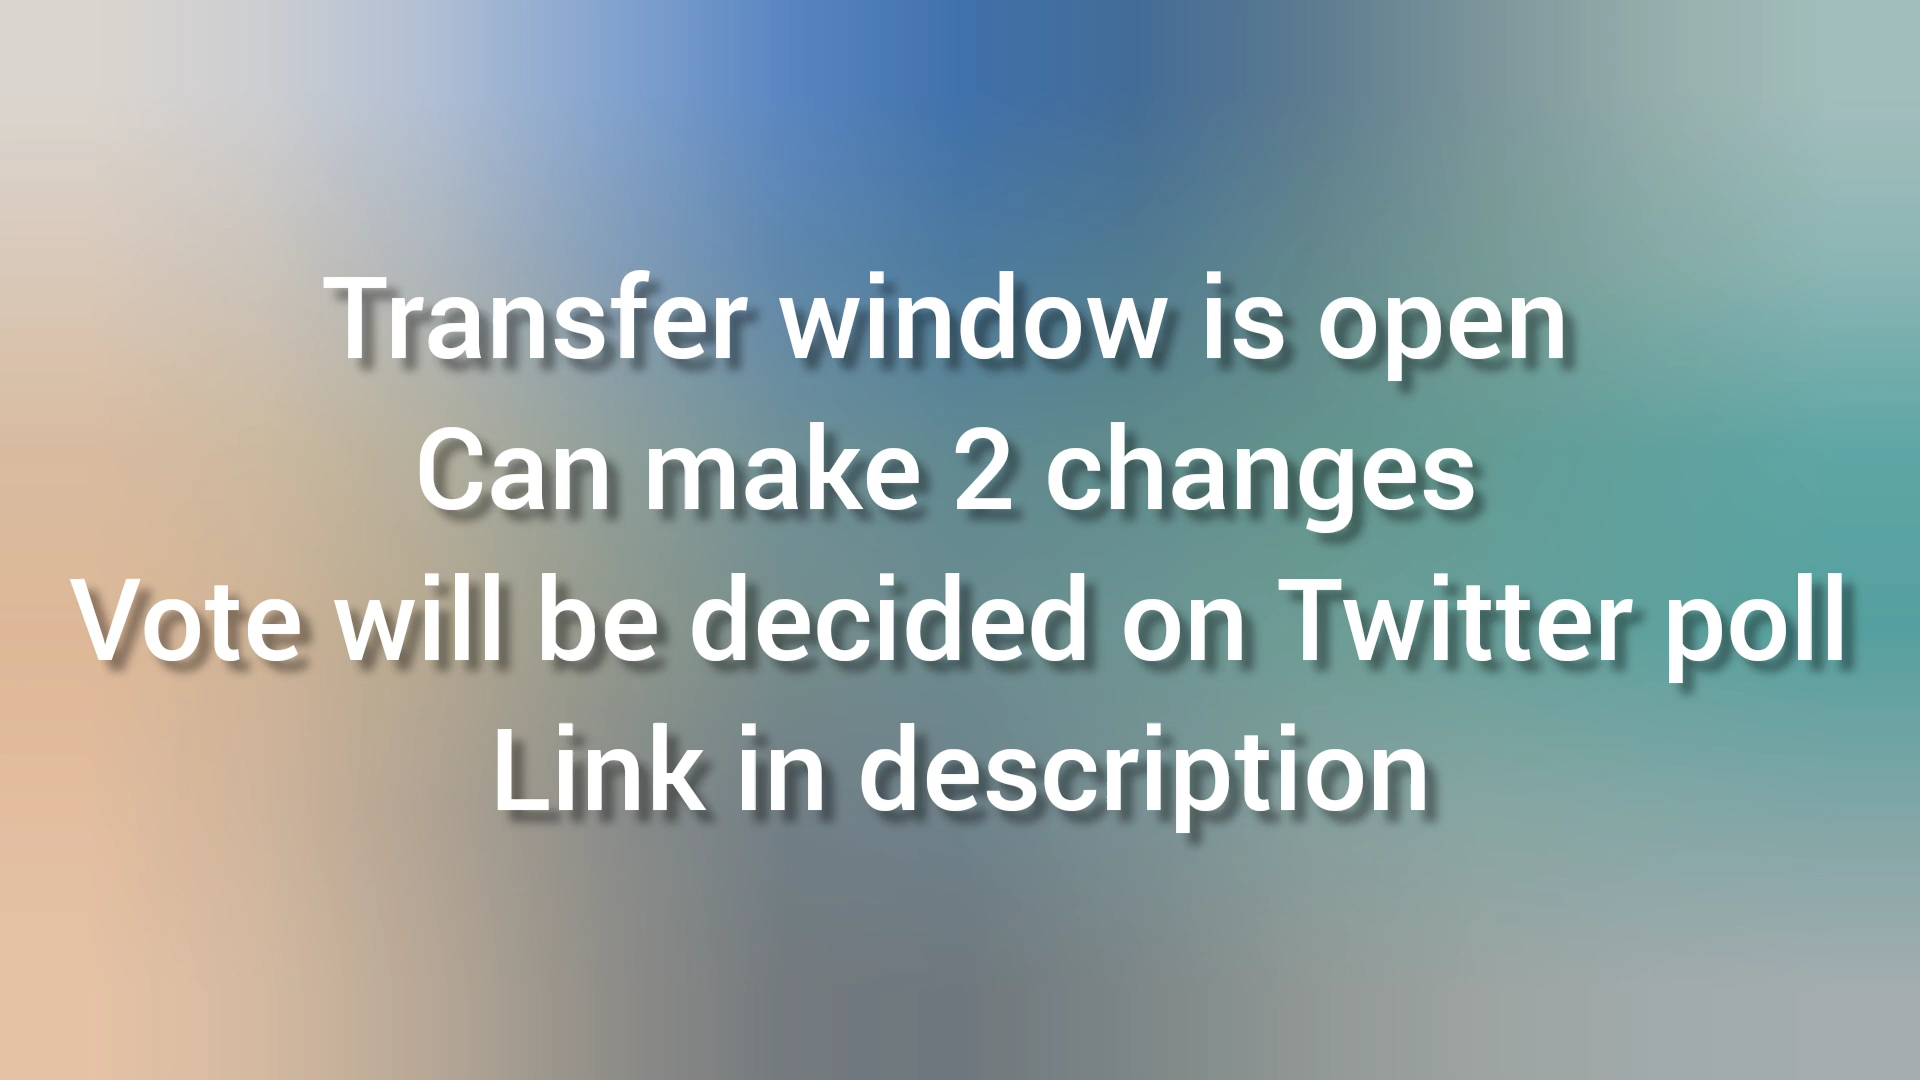 Transfer window is open
Can make 2 changes
Vote will be decided on Twitter poll
Link in description